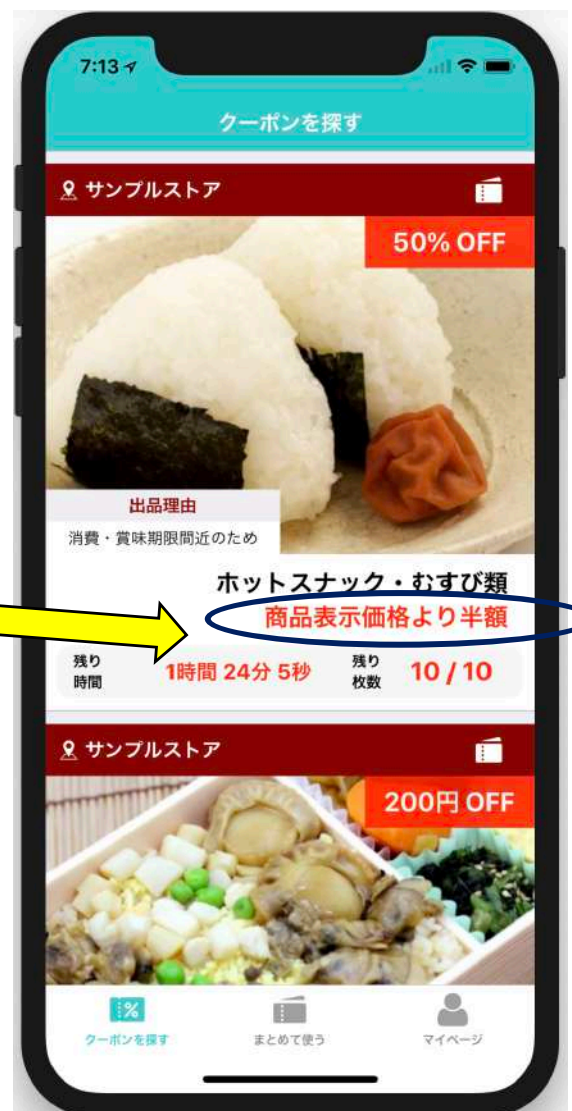 7:13
クーポンを探す
サンプルストア
50% OFF
出品理由
消費・賞味期限間近のため
ホットスナック・むすび類
商品表示価格より半額
残り
時間
1時間 24分 5秒
残り
枚数
10 / 10
サンプルストア
200円 OFF
クーポンを探す
まとめて使う
マイページ